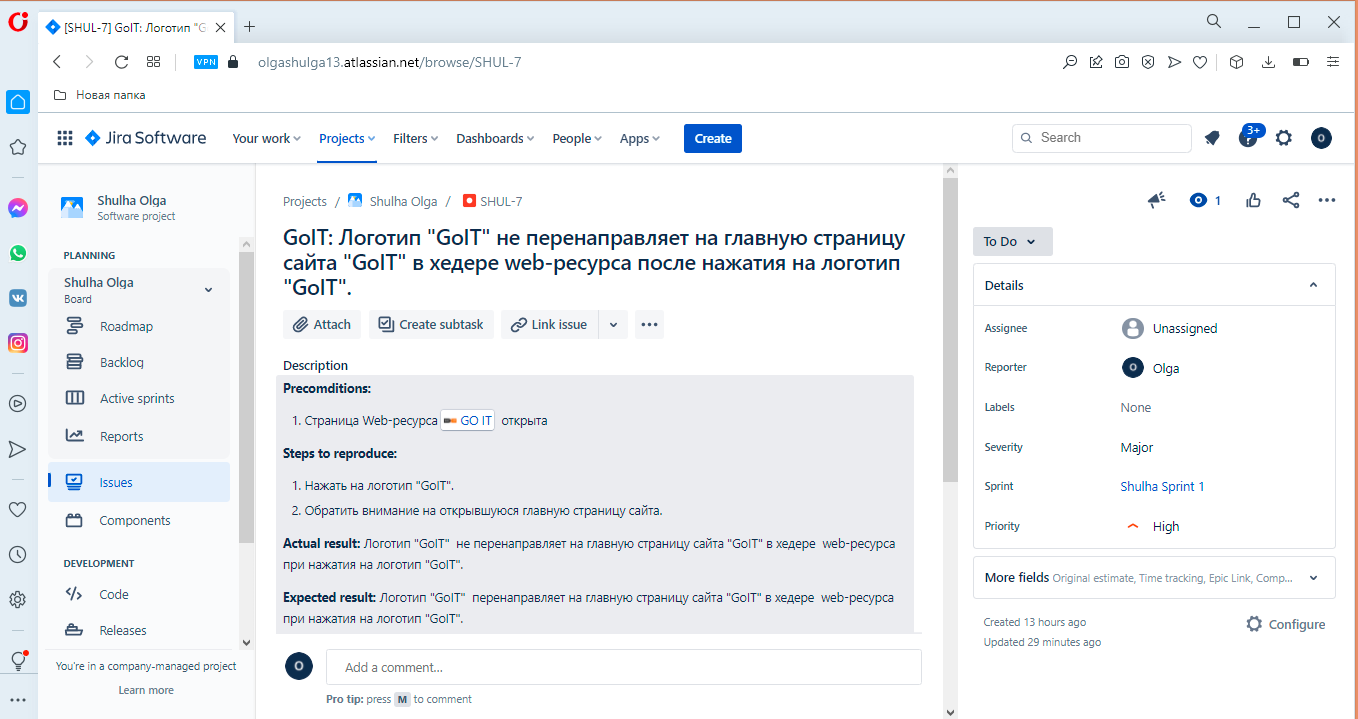 [SHUL-7] GoIT: Логотип "G
VPN
olgashulga13.atlassian.net/browse/SHUL-7
Новая папка
Jira Software
Your work
Projects
Filters
Dashboards
People
Apps
Create
Search
3+
O
Shulha Olga
Software project
PLANNING
Shulha Olga
Board
Roadmap
Backlog
Active sprints
Reports
Issues
Components
DEVELOPMENT
Code
Releases
You're in a company-managed project
Learn more
Projects / Shulha Olga / SHUL-7
GoIT: Логотип "GoIT" не перенаправляет на главную страницу
сайта "GoIT" в хедере web-ресурса после нажатия на логотип
"GoIT".
Attach
Create subtask
Link issue
Description
Precomditions:
1. Страница Web-ресурса GO IT открыта
Steps to reproduce:
1. Нажать на логотип "GoIT".
2. Обратить внимание на открывшуюся главную страницу сайта.
Actual result: Логотип "GoIT" не перенаправляет на главную страницу сайта "GoIT" в хедере web-ресурса
при нажатия на логотип "GoIT".
Expected result: Логотип "GoIT" перенаправляет на главную страницу сайта "GoIT" в хедере web-ресурса
при нажатия на логотип "GoIT".
O
Add a comment...
Pro tip: press M to comment
1
To Do
Details
Assignee
Unassigned
Reporter
O Olga
Labels
None
Severity
Major
Sprint
Shulha Sprint 1
Priority
High
More fields Original estimate, Time tracking, Epic Link, Comp...
Created 13 hours ago
Updated 29 minutes ago
Configure